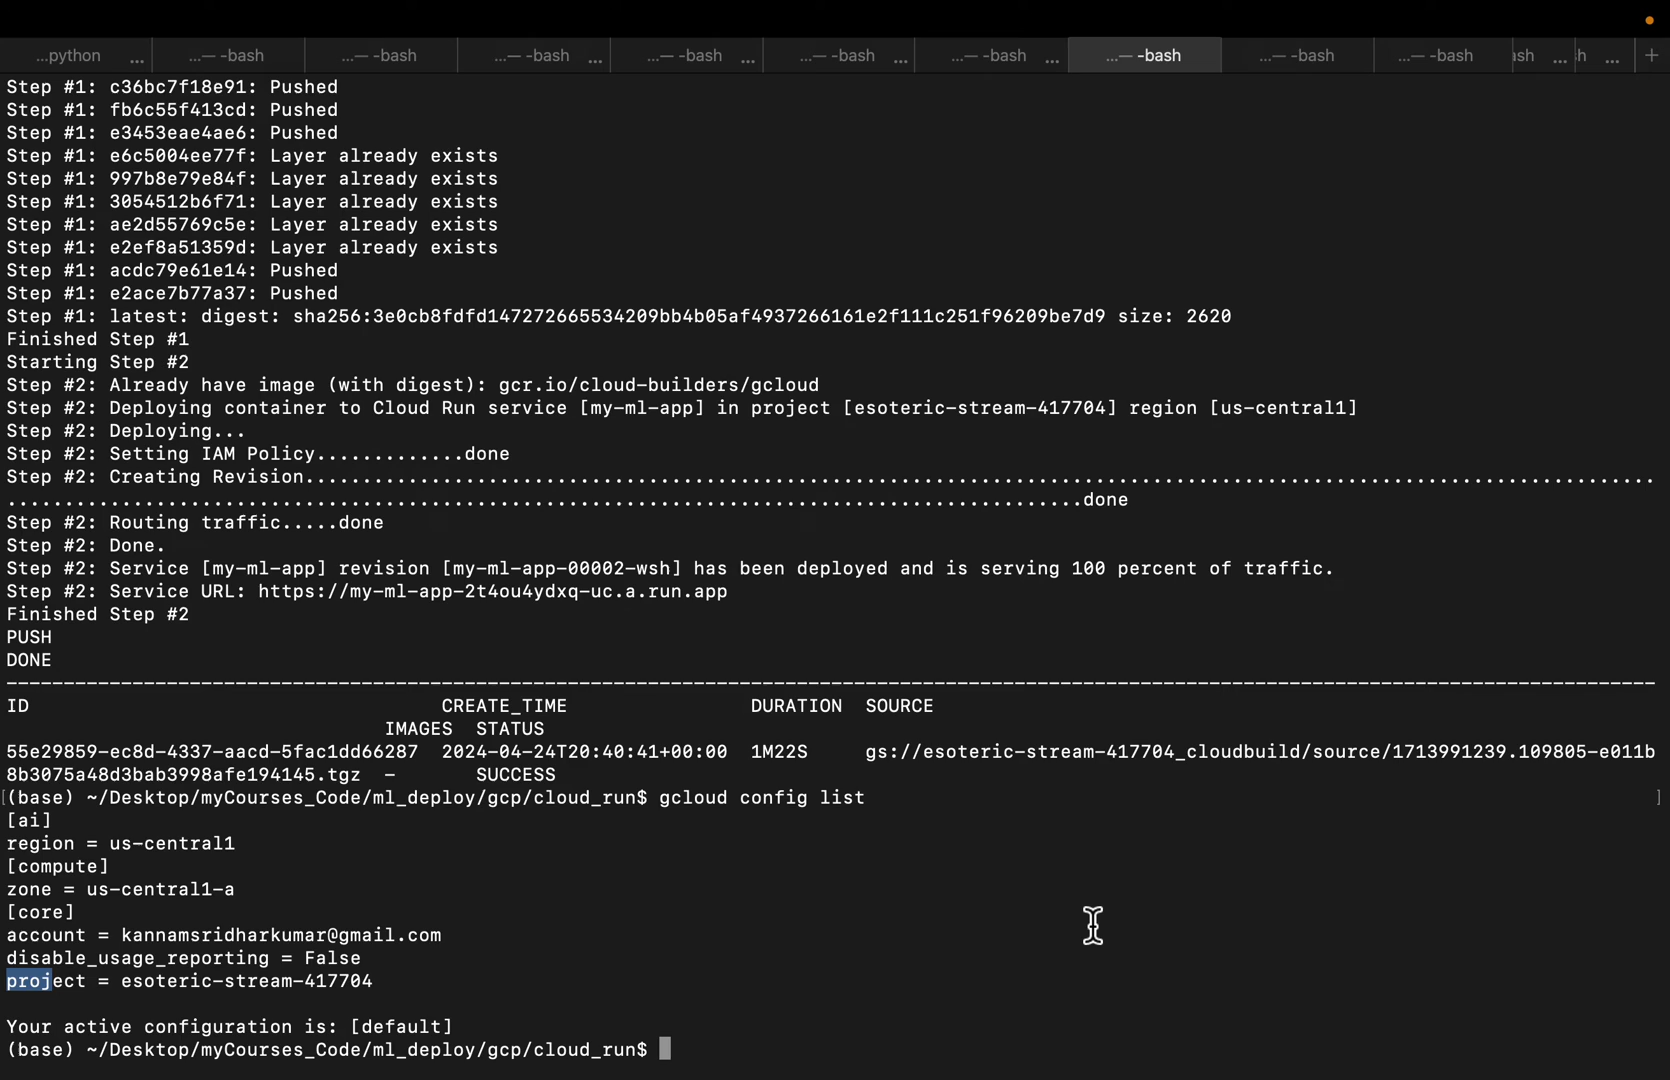 ...python ...
...— -bash
...— -bash
...— -bash ...
...— -bash ...
...— -bash ...
...— -bash ...
...— -bash
...— -bash
...— -bash
ash ...
sh ...
+
Step #1: c36bc7f18e91: Pushed
Step #1: fb6c55f413cd: Pushed
Step #1: e3453eae4ae6: Pushed
Step #1: e6c5004ee77f: Layer already exists
Step #1: 997b8e79e84f: Layer already exists
Step #1: 3054512b6f71: Layer already exists
Step #1: ae2d55769c5e: Layer already exists
Step #1: e2ef8a51359d: Layer already exists
Step #1: acdc79e61e14: Pushed
Step #1: e2ace7b77a37: Pushed
Step #1: latest: digest: sha256:3e0cb8fdfd147272665534209bb4b05af4937266161e2f111c251f96209be7d9 size: 2620
Finished Step #1
Starting Step #2
Step #2: Already have image (with digest): gcr.io/cloud-builders/gcloud
Step #2: Deploying container to Cloud Run service [my-ml-app] in project [esoteric-stream-417704] region [us-central1]
Step #2: Deploying...
Step #2: Setting IAM Policy.............done
Step #2: Creating Revision......................................................................................................................
..............................................................................................done
Step #2: Routing traffic.....done
Step #2: Done.
Step #2: Service [my-ml-app] revision [my-ml-app-00002-wsh] has been deployed and is serving 100 percent of traffic.
Step #2: Service URL: https://my-ml-app-2t4ou4ydxq-uc.a.run.app
Finished Step #2
PUSH
DONE
------------------------------------------------------------------------------------------------------------------------------------------------
ID CREATE_TIME DURATION SOURCE
IMAGES STATUS
55e29859-ec8d-4337-aacd-5fac1dd66287 2024-04-24T20:40:41+00:00 1M22S gs://esoteric-stream-417704_cloudbuild/source/1713991239.109805-e011b
8b3075a48d3bab3998afe194145.tgz - SUCCESS
[(base) ~/Desktop/myCourses_Code/ml_deploy/gcp/cloud_run$ gcloud config list ]
[ai]
region = us-central1
[compute]
zone = us-central1-a
[core]
account = kannamsridharkumar@gmail.com
disable_usage_reporting = False
project = esoteric-stream-417704
Your active configuration is: [default]
(base) ~/Desktop/myCourses_Code/ml_deploy/gcp/cloud_run$